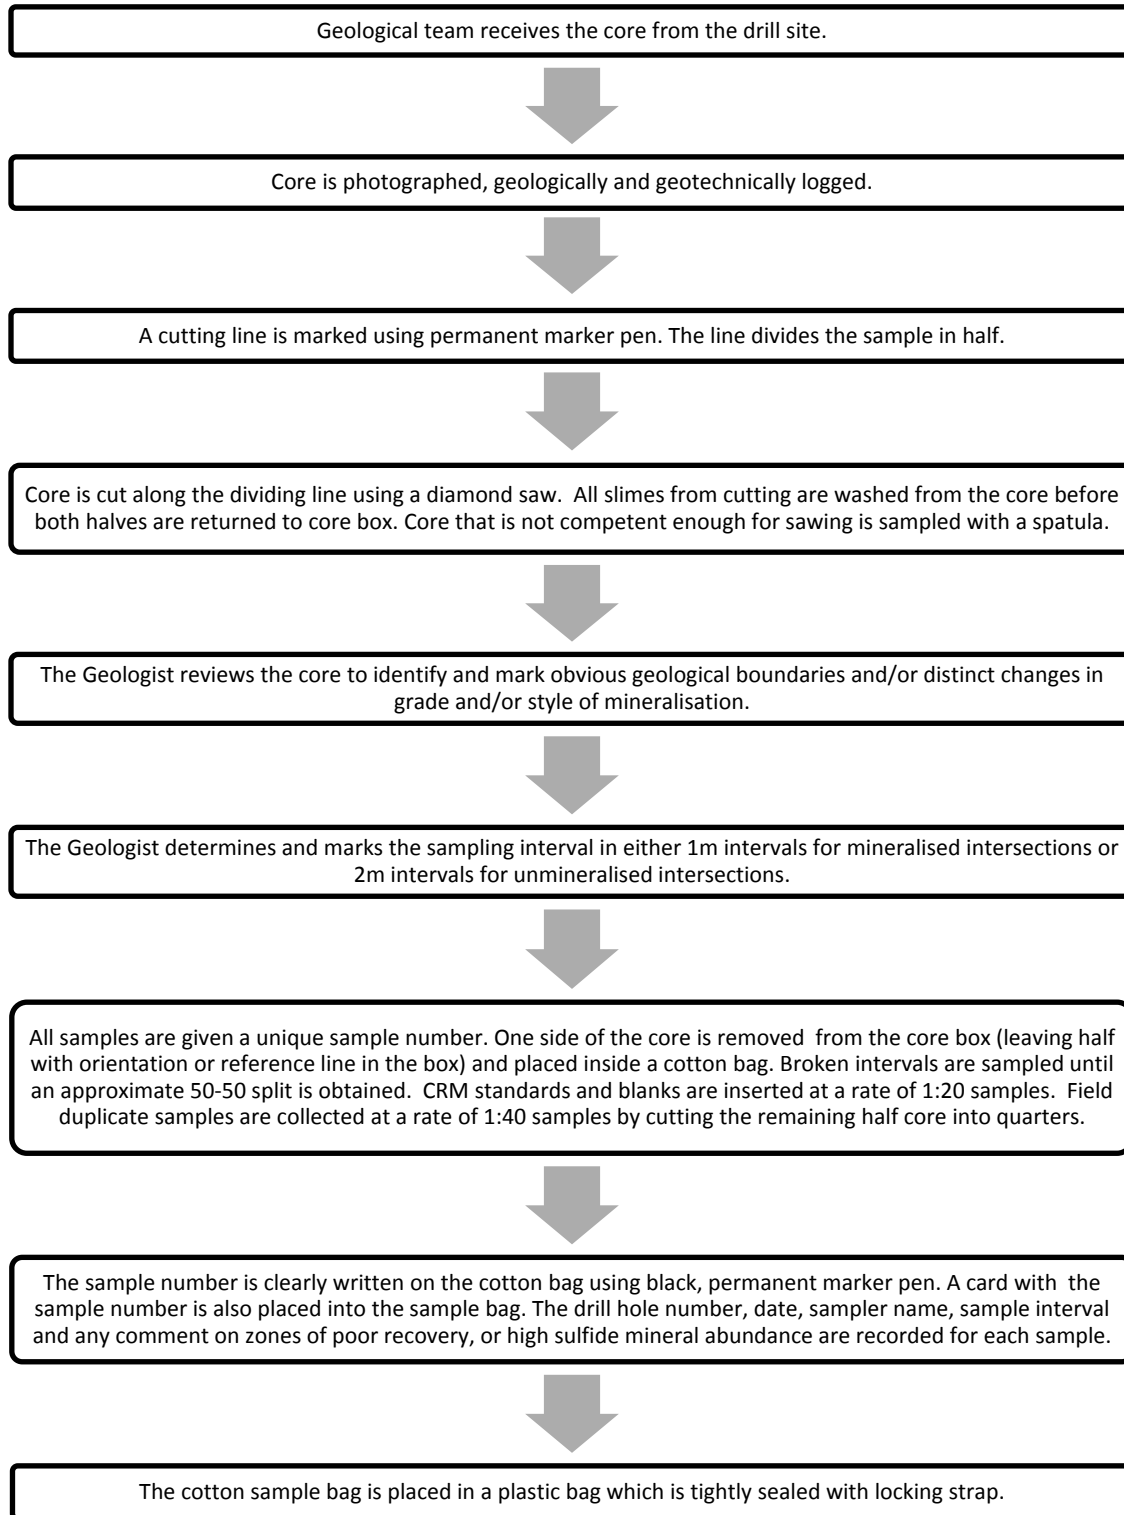 Geological team receives the core from the drill site.
Core is photographed, geologically and geotechnically logged.
A cutting line is marked using permanent marker pen. The line divides the sample in half.
Core is cut along the dividing line using a diamond saw.  All slimes from cutting are washed from the core before
both halves are returned to core box. Core that is not competent enough for sawing is sampled with a spatula.
The Geologist reviews the core to identify and mark obvious geological boundaries and/or distinct changes in
grade and/or style of mineralisation.
The Geologist determines and marks the sampling interval in either 1m intervals for mineralised intersections or
2m intervals for unmineralised intersections.
All samples are given a unique sample number. One side of the core is removed  from the core box (leaving half
with orientation or reference line in the box) and placed inside a cotton bag. Broken intervals are sampled until
an approximate 50-50 split is obtained.  CRM standards and blanks are inserted at a rate of 1:20 samples.  Field
duplicate samples are collected at a rate of 1:40 samples by cutting the remaining half core into quarters.
The sample number is clearly written on the cotton bag using black, permanent marker pen. A card with  the
sample number is also placed into the sample bag. The drill hole number, date, sampler name, sample interval
and any comment on zones of poor recovery, or high sulfide mineral abundance are recorded for each sample.
The cotton sample bag is placed in a plastic bag which is tightly sealed with locking strap.